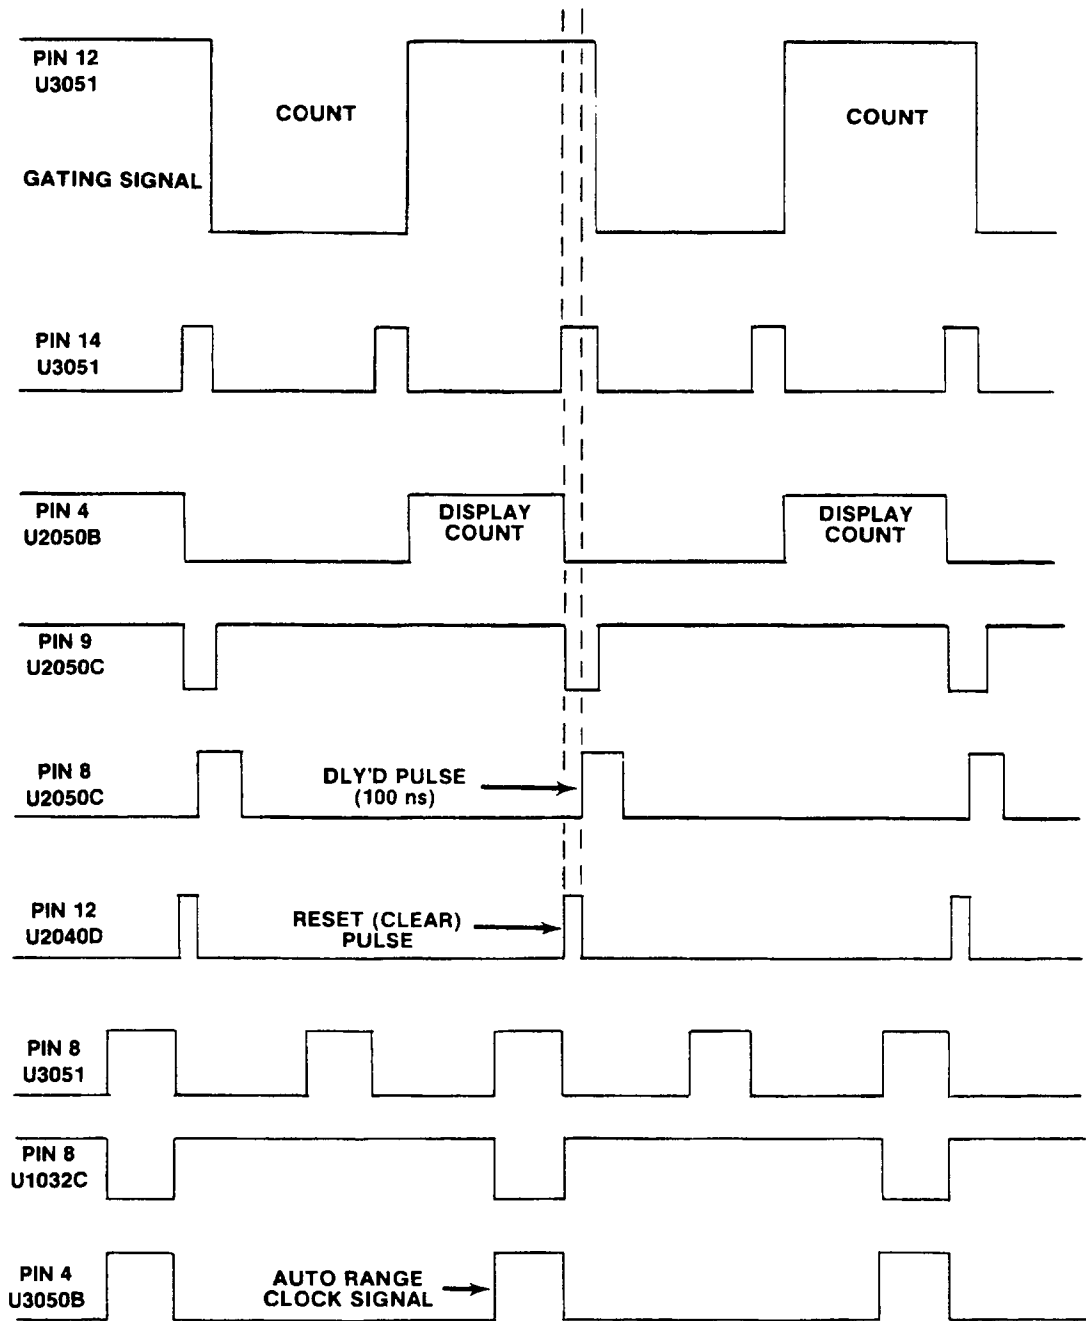 PIN 12
U3051
COUNT
COUNT
GATING SIGNAL
PIN 14
U3051
PIN 4
U2050B
DISPLAY
COUNT
DISPLAY
COUNT
PIN 9
U2050C
PIN 8
U2050C
DLY'D PULSE
(100 ns)
PIN 12
U2040D
RESET (CLEAR)
PULSE
PIN 8
U3051
PIN 8
U1032C
PIN 4
U3050B
AUTO RANGE
CLOCK SIGNAL